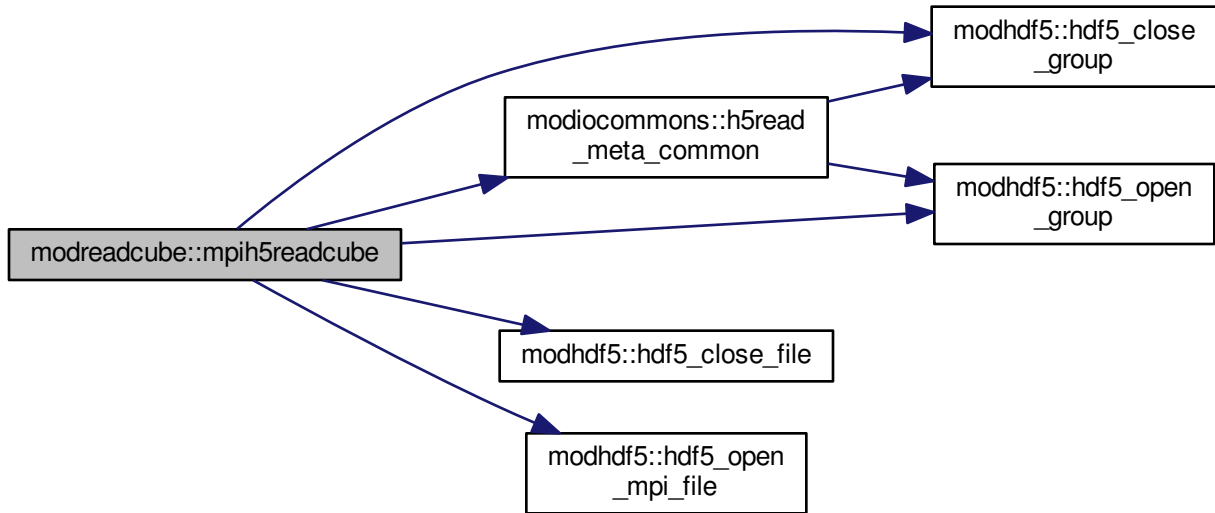 modhdf5::hdf5_close
_group
modiocommons::h5read
_meta_common
modhdf5::hdf5_open
_group
modreadcube::mpih5readcube
modhdf5::hdf5_close_file
modhdf5::hdf5_open
_mpi_file